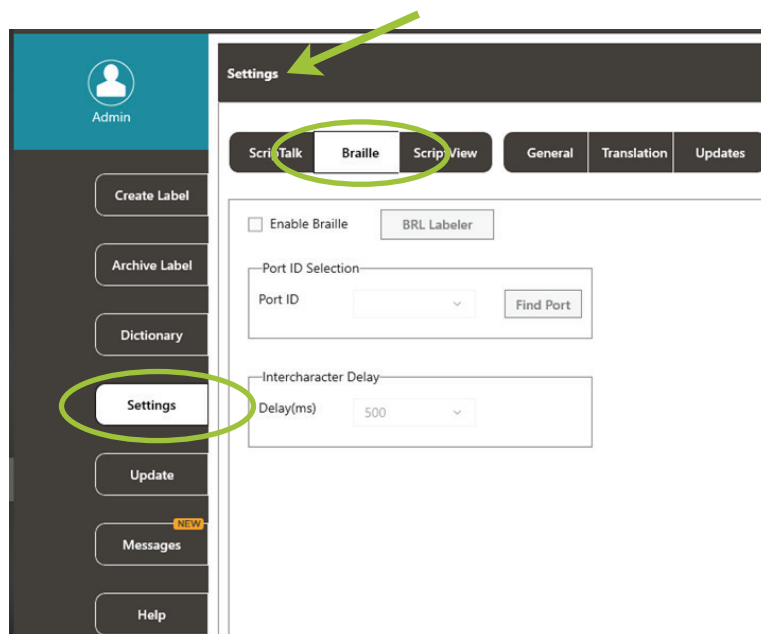 Admin
Create Label
Archive Label
Dictionary
Settings
Update
NEW
Messages
Help
Settings
ScripTalk Braille ScriptView General Translation Updates
Enable Braille BRL Labeler
Port ID Selection
Port ID Find Port
Intercharacter Delay
Delay(ms) 500